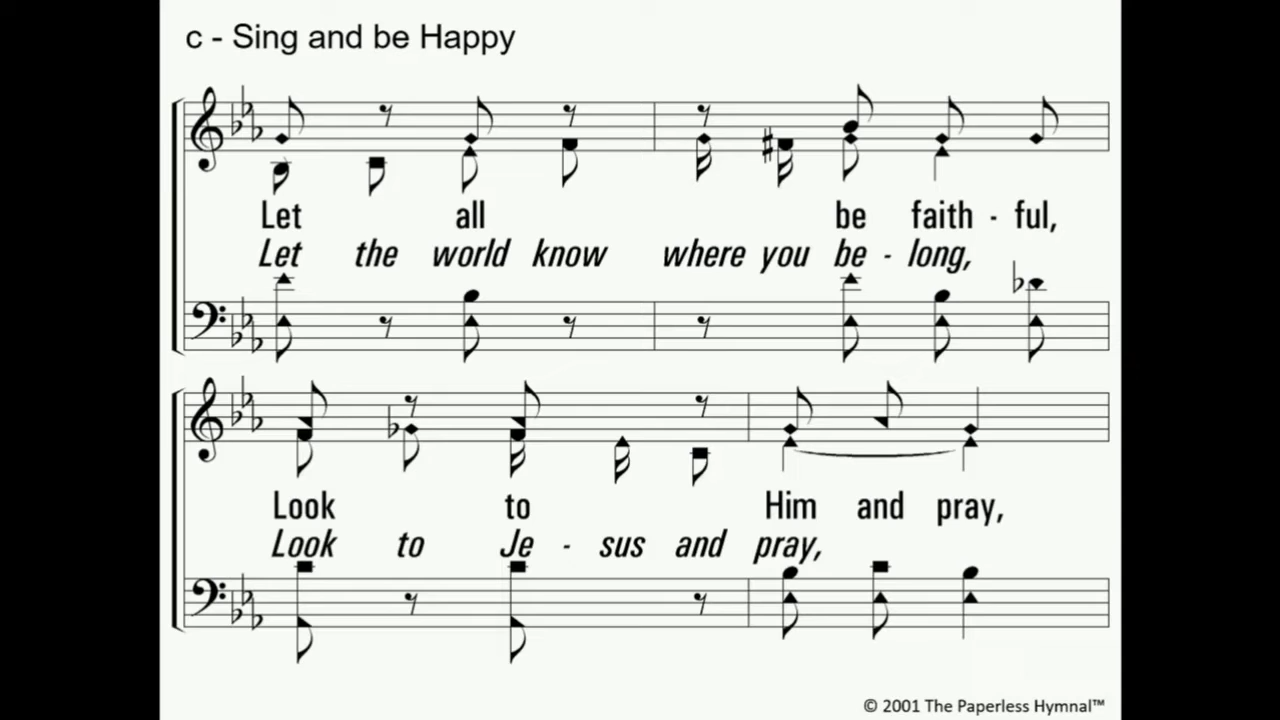 c - Sing and be Happy
Let all be faith - ful,
Let the world know where you be - long,
Look to Him and pray,
Look to Je - sus and pray,
© 2001 The Paperless Hymnal™